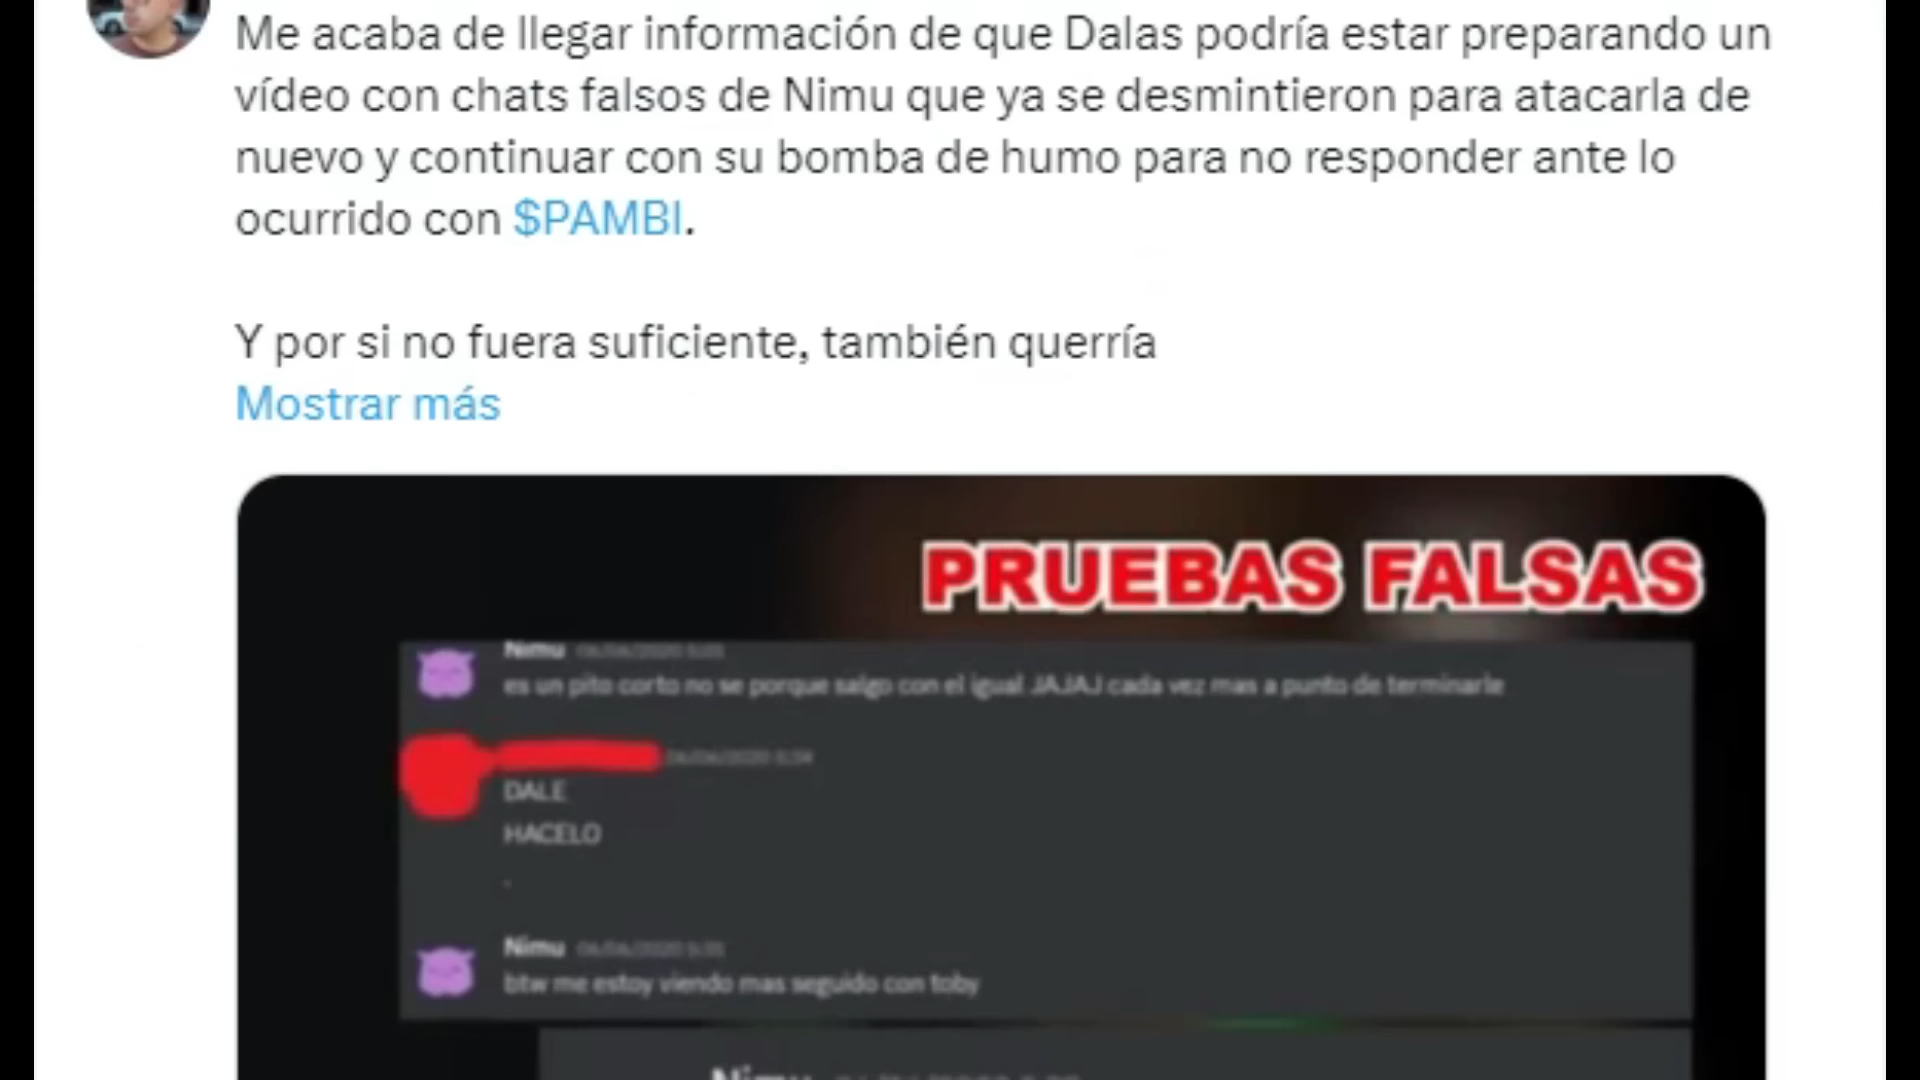 Me acaba de llegar información de que Dalas podría estar preparando un
vídeo con chats falsos de Nimu que ya se desmintieron para atacarla de
nuevo y continuar con su bomba de humo para no responder ante lo
ocurrido con $PAMBI.
Y por si no fuera suficiente, también querría
Mostrar más
PRUEBAS FALSAS
Nimu
es un pito corto no se porque salgo con el igual JAJAJ cada vez mas a punto de terminarle
DALE
HACELO
.
Nimu
btw me estoy viendo mas seguido con toby
Nimu